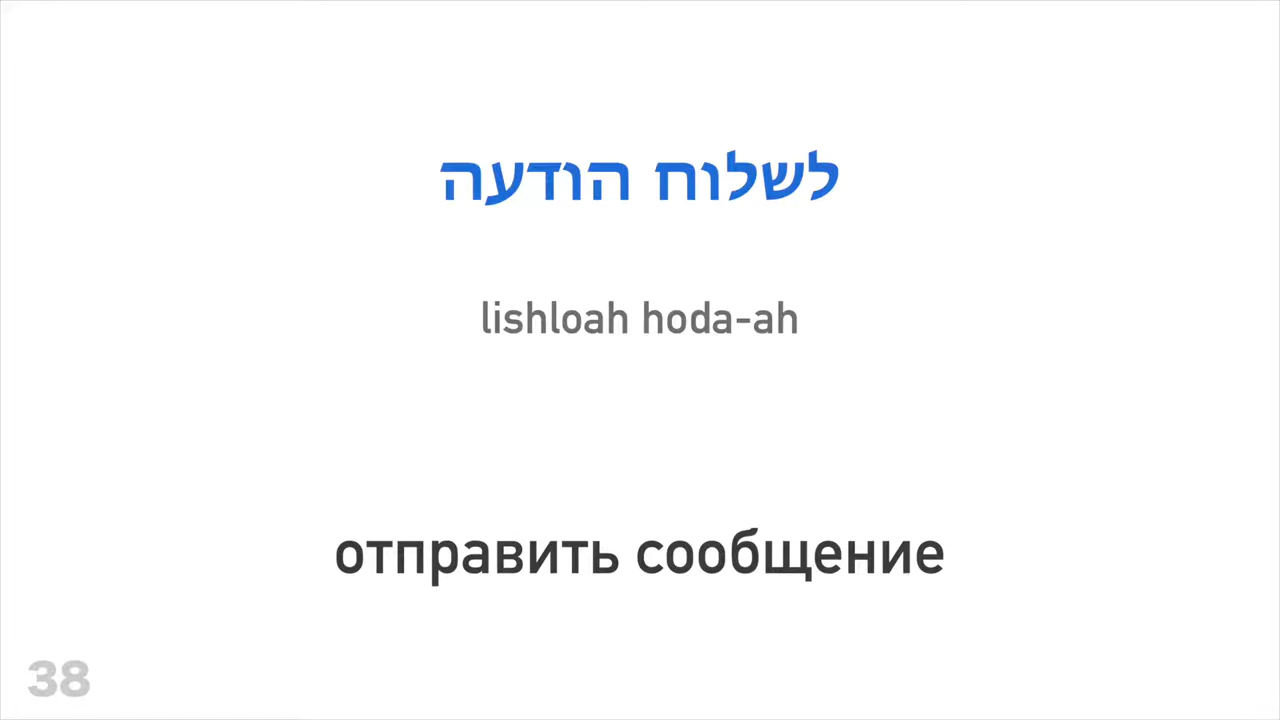 לשלוח הודעה
lishloah hoda-ah
отправить сообщение
38